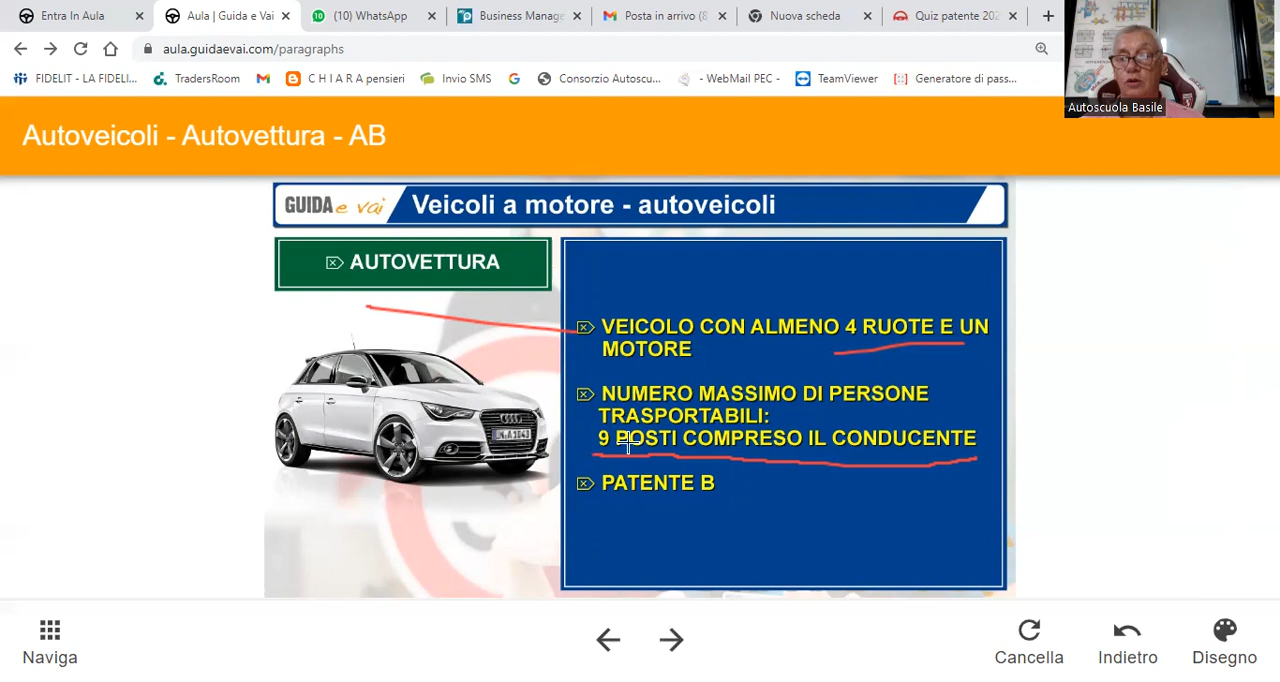 Entra In Aula
Aula | Guida e Vai
(10) WhatsApp
Business Manage
Posta in arrivo (8
Nuova scheda
Quiz patente 202
aula.guidaevai.com/paragraphs
FIDELIT - LA FIDELI...
TradersRoom
C H I A R A pensieri
Invio SMS
Consorzio Autoscu...
- WebMail PEC -
TeamViewer
Generatore di pass...
Autoscuola Basile
Autoveicoli - Autovettura - AB
GUIDA e vai
Veicoli a motore - autoveicoli
AUTOVETTURA
VEICOLO CON ALMENO 4 RUOTE E UN
MOTORE
NUMERO MASSIMO DI PERSONE
TRASPORTABILI:
9 POSTI COMPRESO IL CONDUCENTE
PATENTE B
Naviga
Cancella
Indietro
Disegno